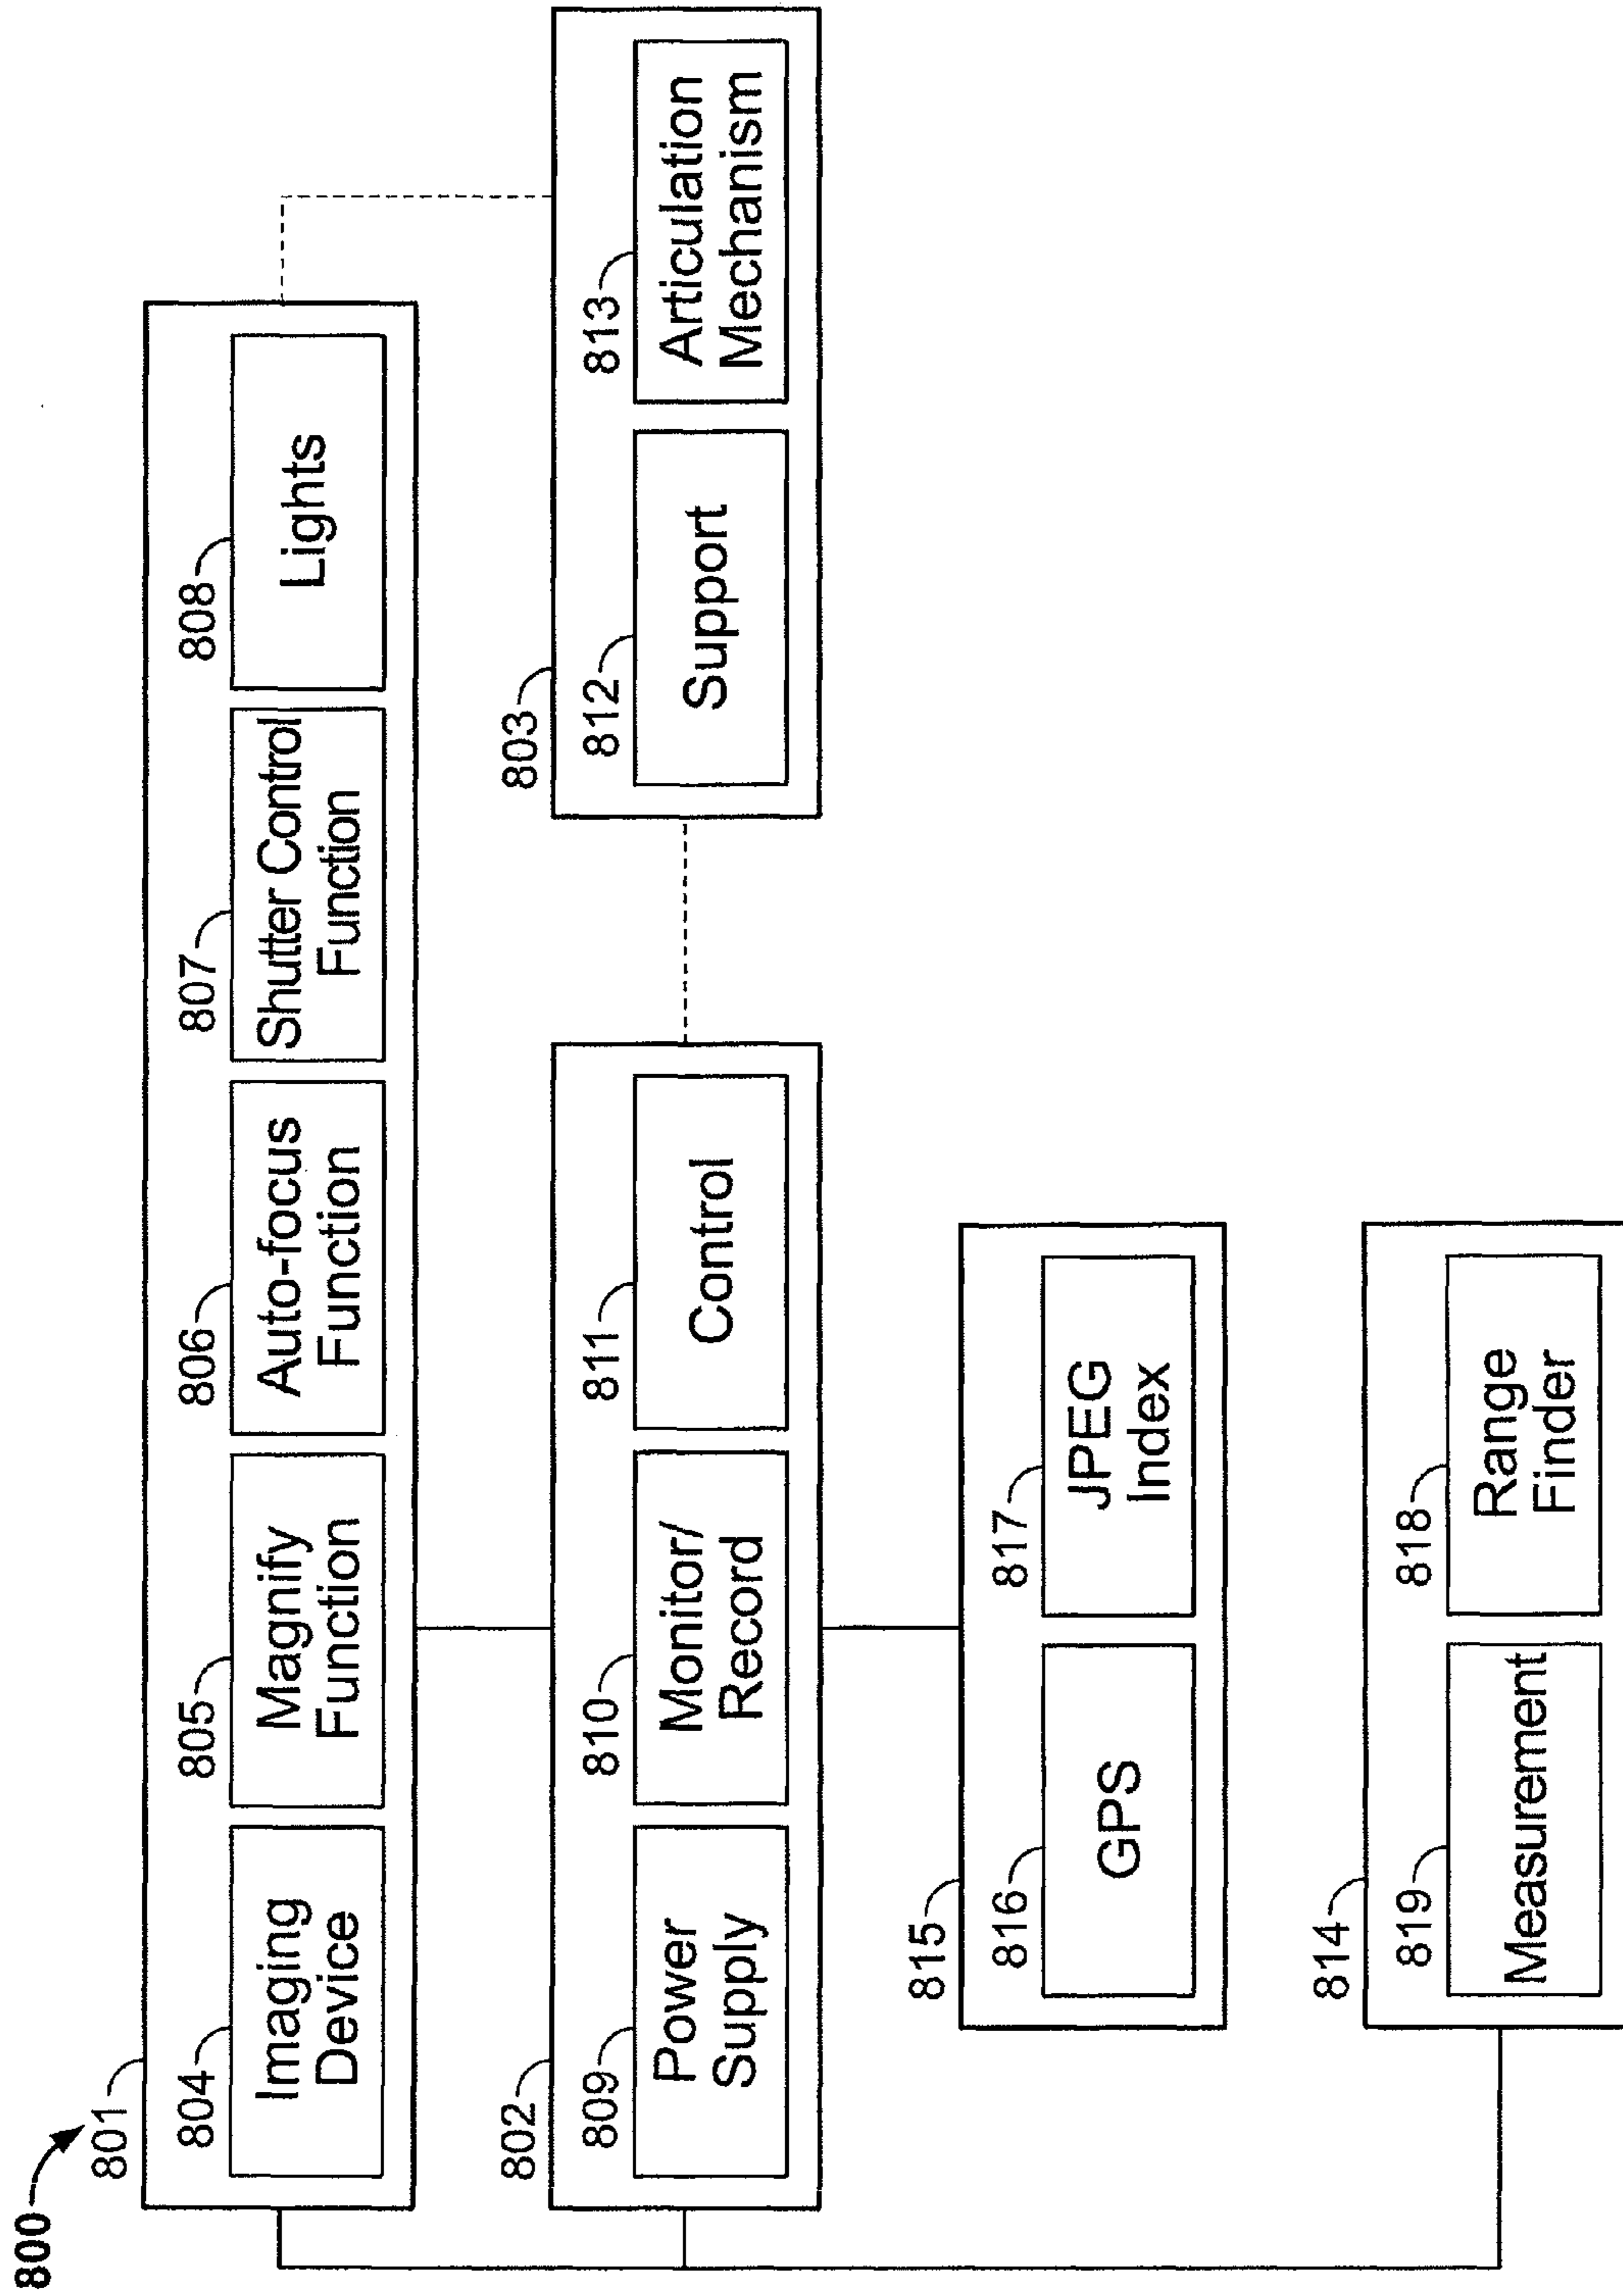 800
801
804
Imaging
Device
805
Magnify
Function
806
Auto-focus
Function
807
Shutter Control
Function
808
Lights
802
809
Power
Supply
810
Monitor/
Record
811
Control
803
812
Support
813
Articulation
Mechanism
815
816
GPS
817
JPEG
Index
814
819
Measurement
818
Range
Finder